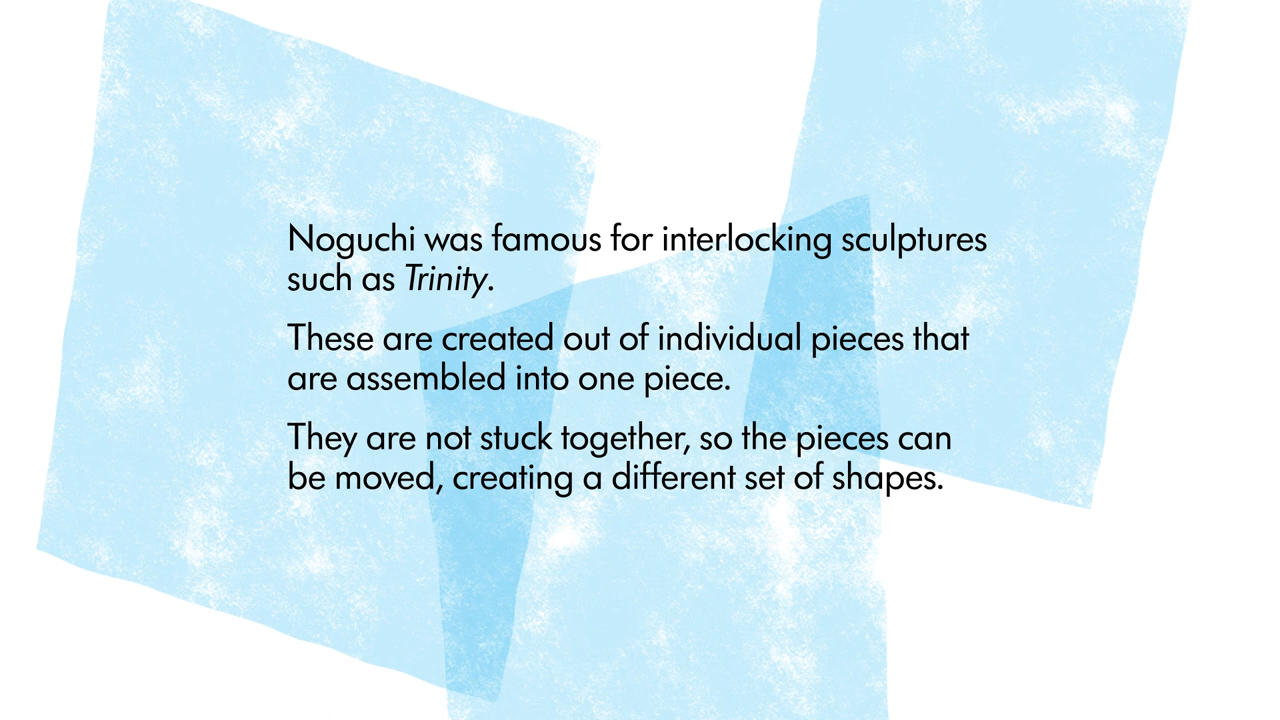 Noguchi was famous for interlocking sculptures
such as Trinity.
These are created out of individual pieces that
are assembled into one piece.
They are not stuck together, so the pieces can
be moved, creating a different set of shapes.